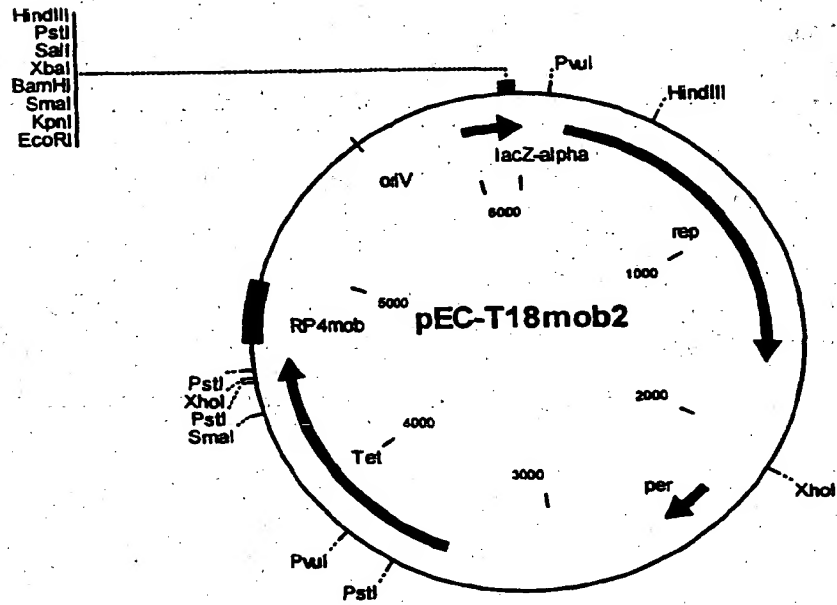 HindIII
PstI
SalI
XbaI
BamHI
SmaI
KpnI
EcoRI
PvuI
HindIII
lacZ-alpha
oriV
6000
rep
1000
5000
RP4mob
pEC-T18mob2
PstI
XhoI
PstI
SmaI
2000
4000
Tet
3000
per
XhoI
PvuI
PstI